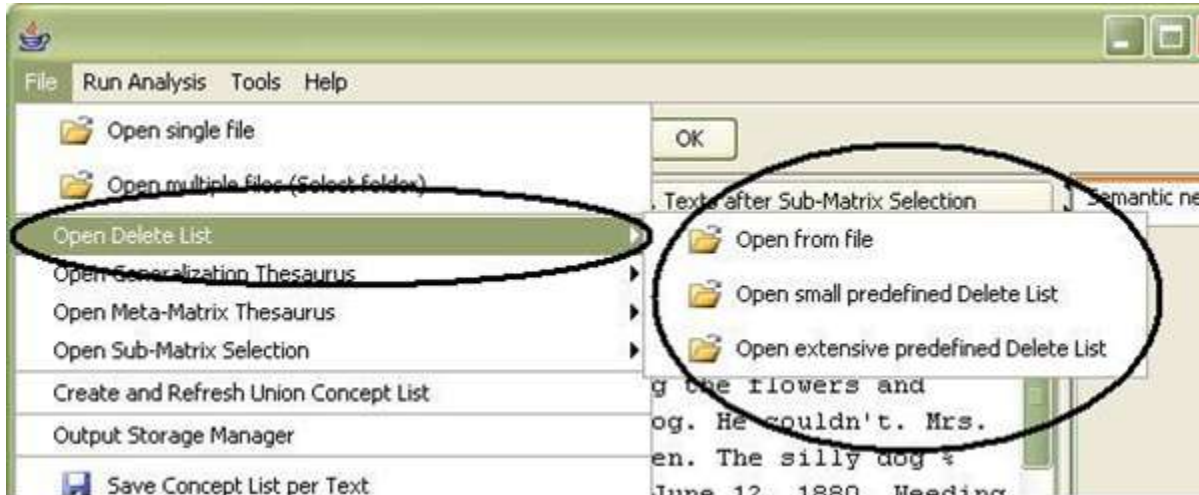 File Run Analysis Tools Help
Open single file
Open multiple files (Select folder)
Open Delete List
Open Generalization Thesaurus
Open Meta-Matrix Thesaurus
Open Sub-Matrix Selection
Create and Refresh Union Concept List
Output Storage Manager
Save Concept List per Text
OK
Texts after Sub-Matrix Selection
Semantic ne
Open from file
Open small predefined Delete List
Open extensive predefined Delete List
g the flowers and
og. He couldn't. Mrs.
en. The silly dog
June 12, 1880. Weeding